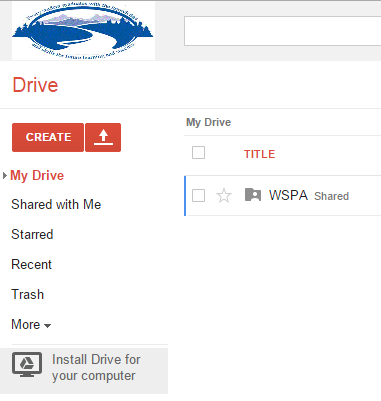 Drive
My Drive
CREATE
TITLE
My Drive
WSPA Shared
Shared with Me
Starred
Recent
Trash
More
Install Drive for
your computer